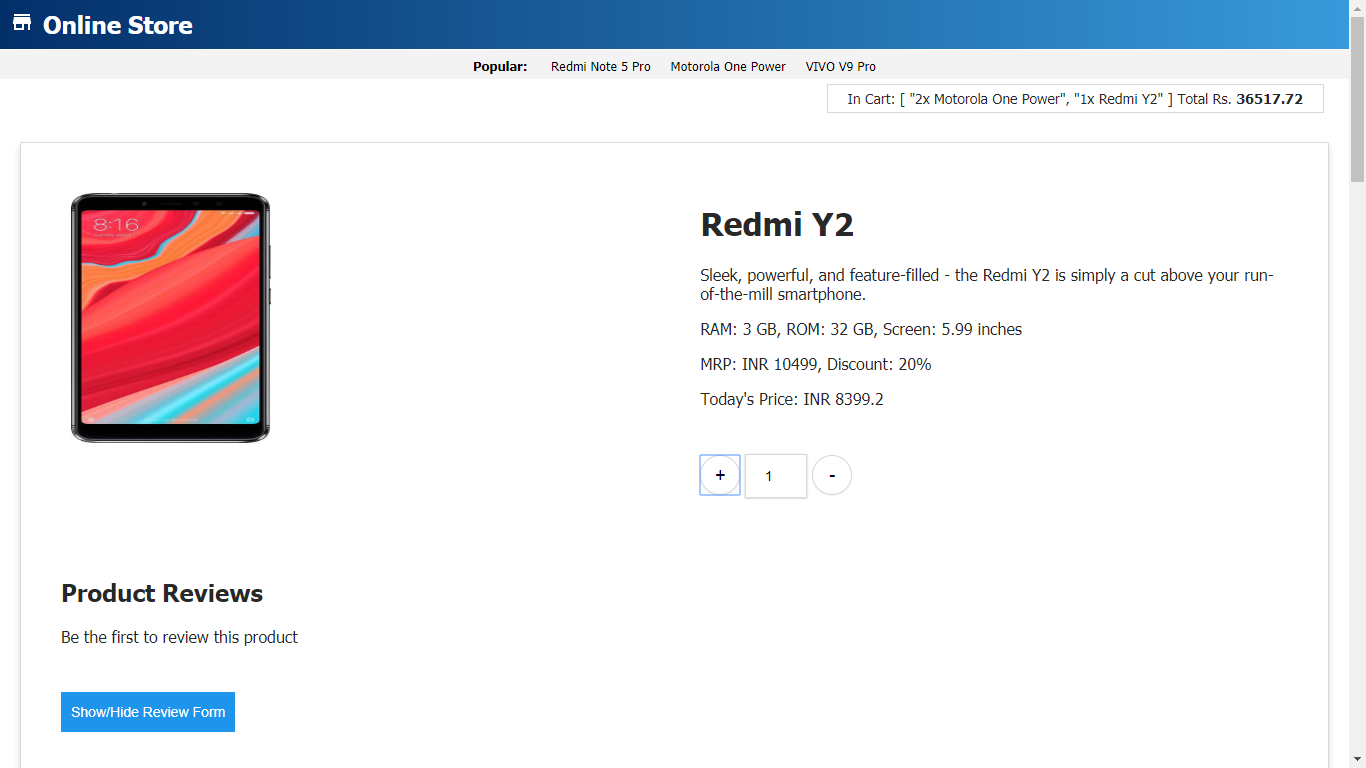 Online Store
Popular: Redmi Note 5 Pro Motorola One Power VIVO V9 Pro
In Cart: [ "2x Motorola One Power", "1x Redmi Y2" ] Total Rs. 36517.72
8:16
Redmi Y2
Sleek, powerful, and feature-filled - the Redmi Y2 is simply a cut above your run-
of-the-mill smartphone.
RAM: 3 GB, ROM: 32 GB, Screen: 5.99 inches
MRP: INR 10499, Discount: 20%
Today's Price: INR 8399.2
+ 1 -
Product Reviews
Be the first to review this product
Show/Hide Review Form